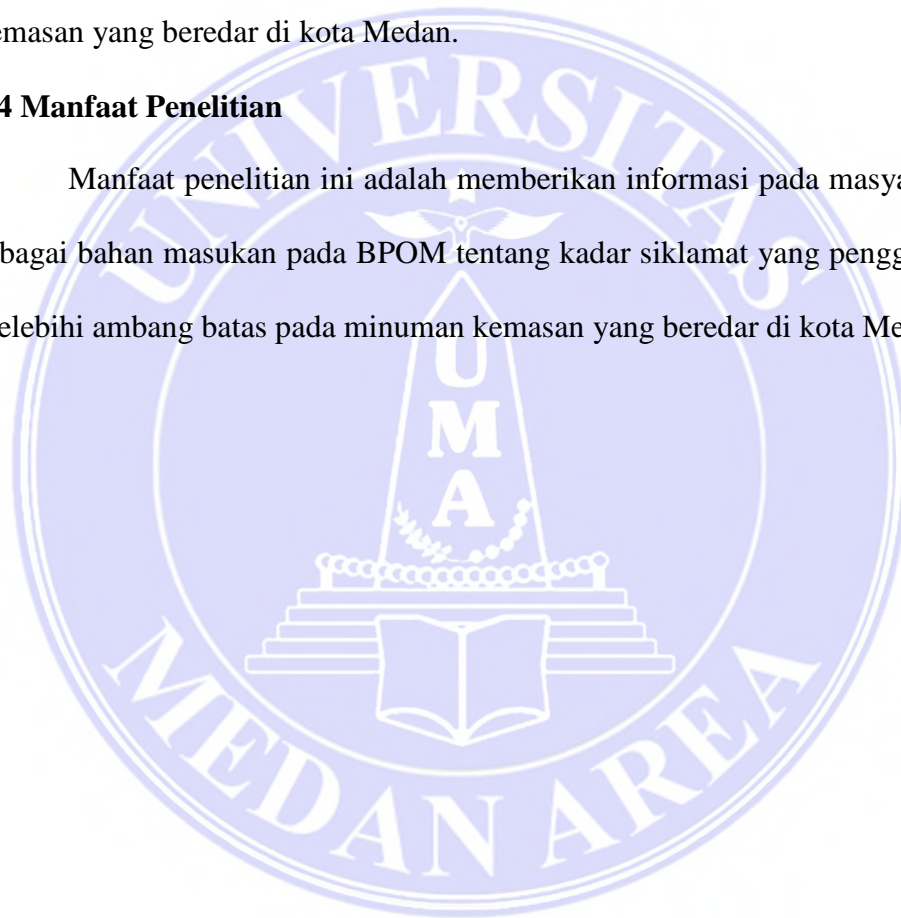 emasan yang beredar di kota Medan.
4 Manfaat Penelitian
Manfaat penelitian ini adalah memberikan informasi pada masya
bagai bahan masukan pada BPOM tentang kadar siklamat yang pengg
elebihi ambang batas pada minuman kemasan yang beredar di kota Me
UNIVERSITAS
U
M
A
MEDAN AREA